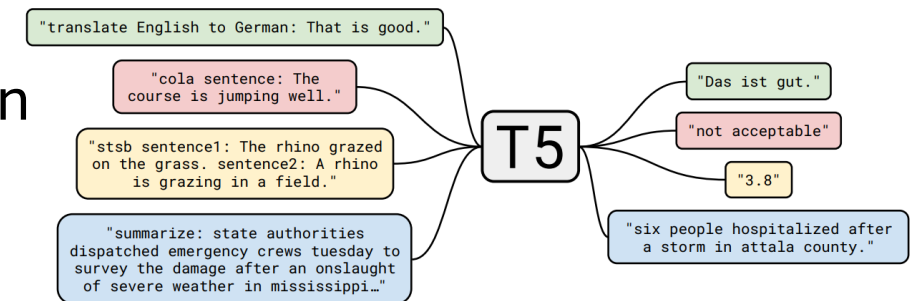 "translate English to German: That is good."
"cola sentence: The
course is jumping well."
"stsb sentence1: The rhino grazed
on the grass. sentence2: A rhino
is grazing in a field."
"summarize: state authorities
dispatched emergency crews tuesday to
survey the damage after an onslaught
of severe weather in mississippi…"
n
T5
"Das ist gut."
"not acceptable"
"3.8"
"six people hospitalized after
a storm in attala county."